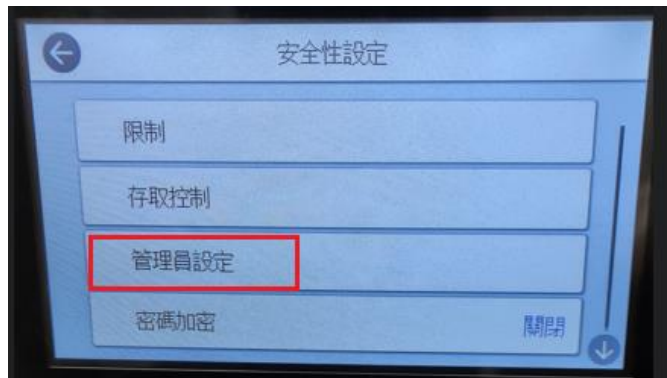 安全性設定
限制
存取控制
管理員設定
密碼加密
關閉